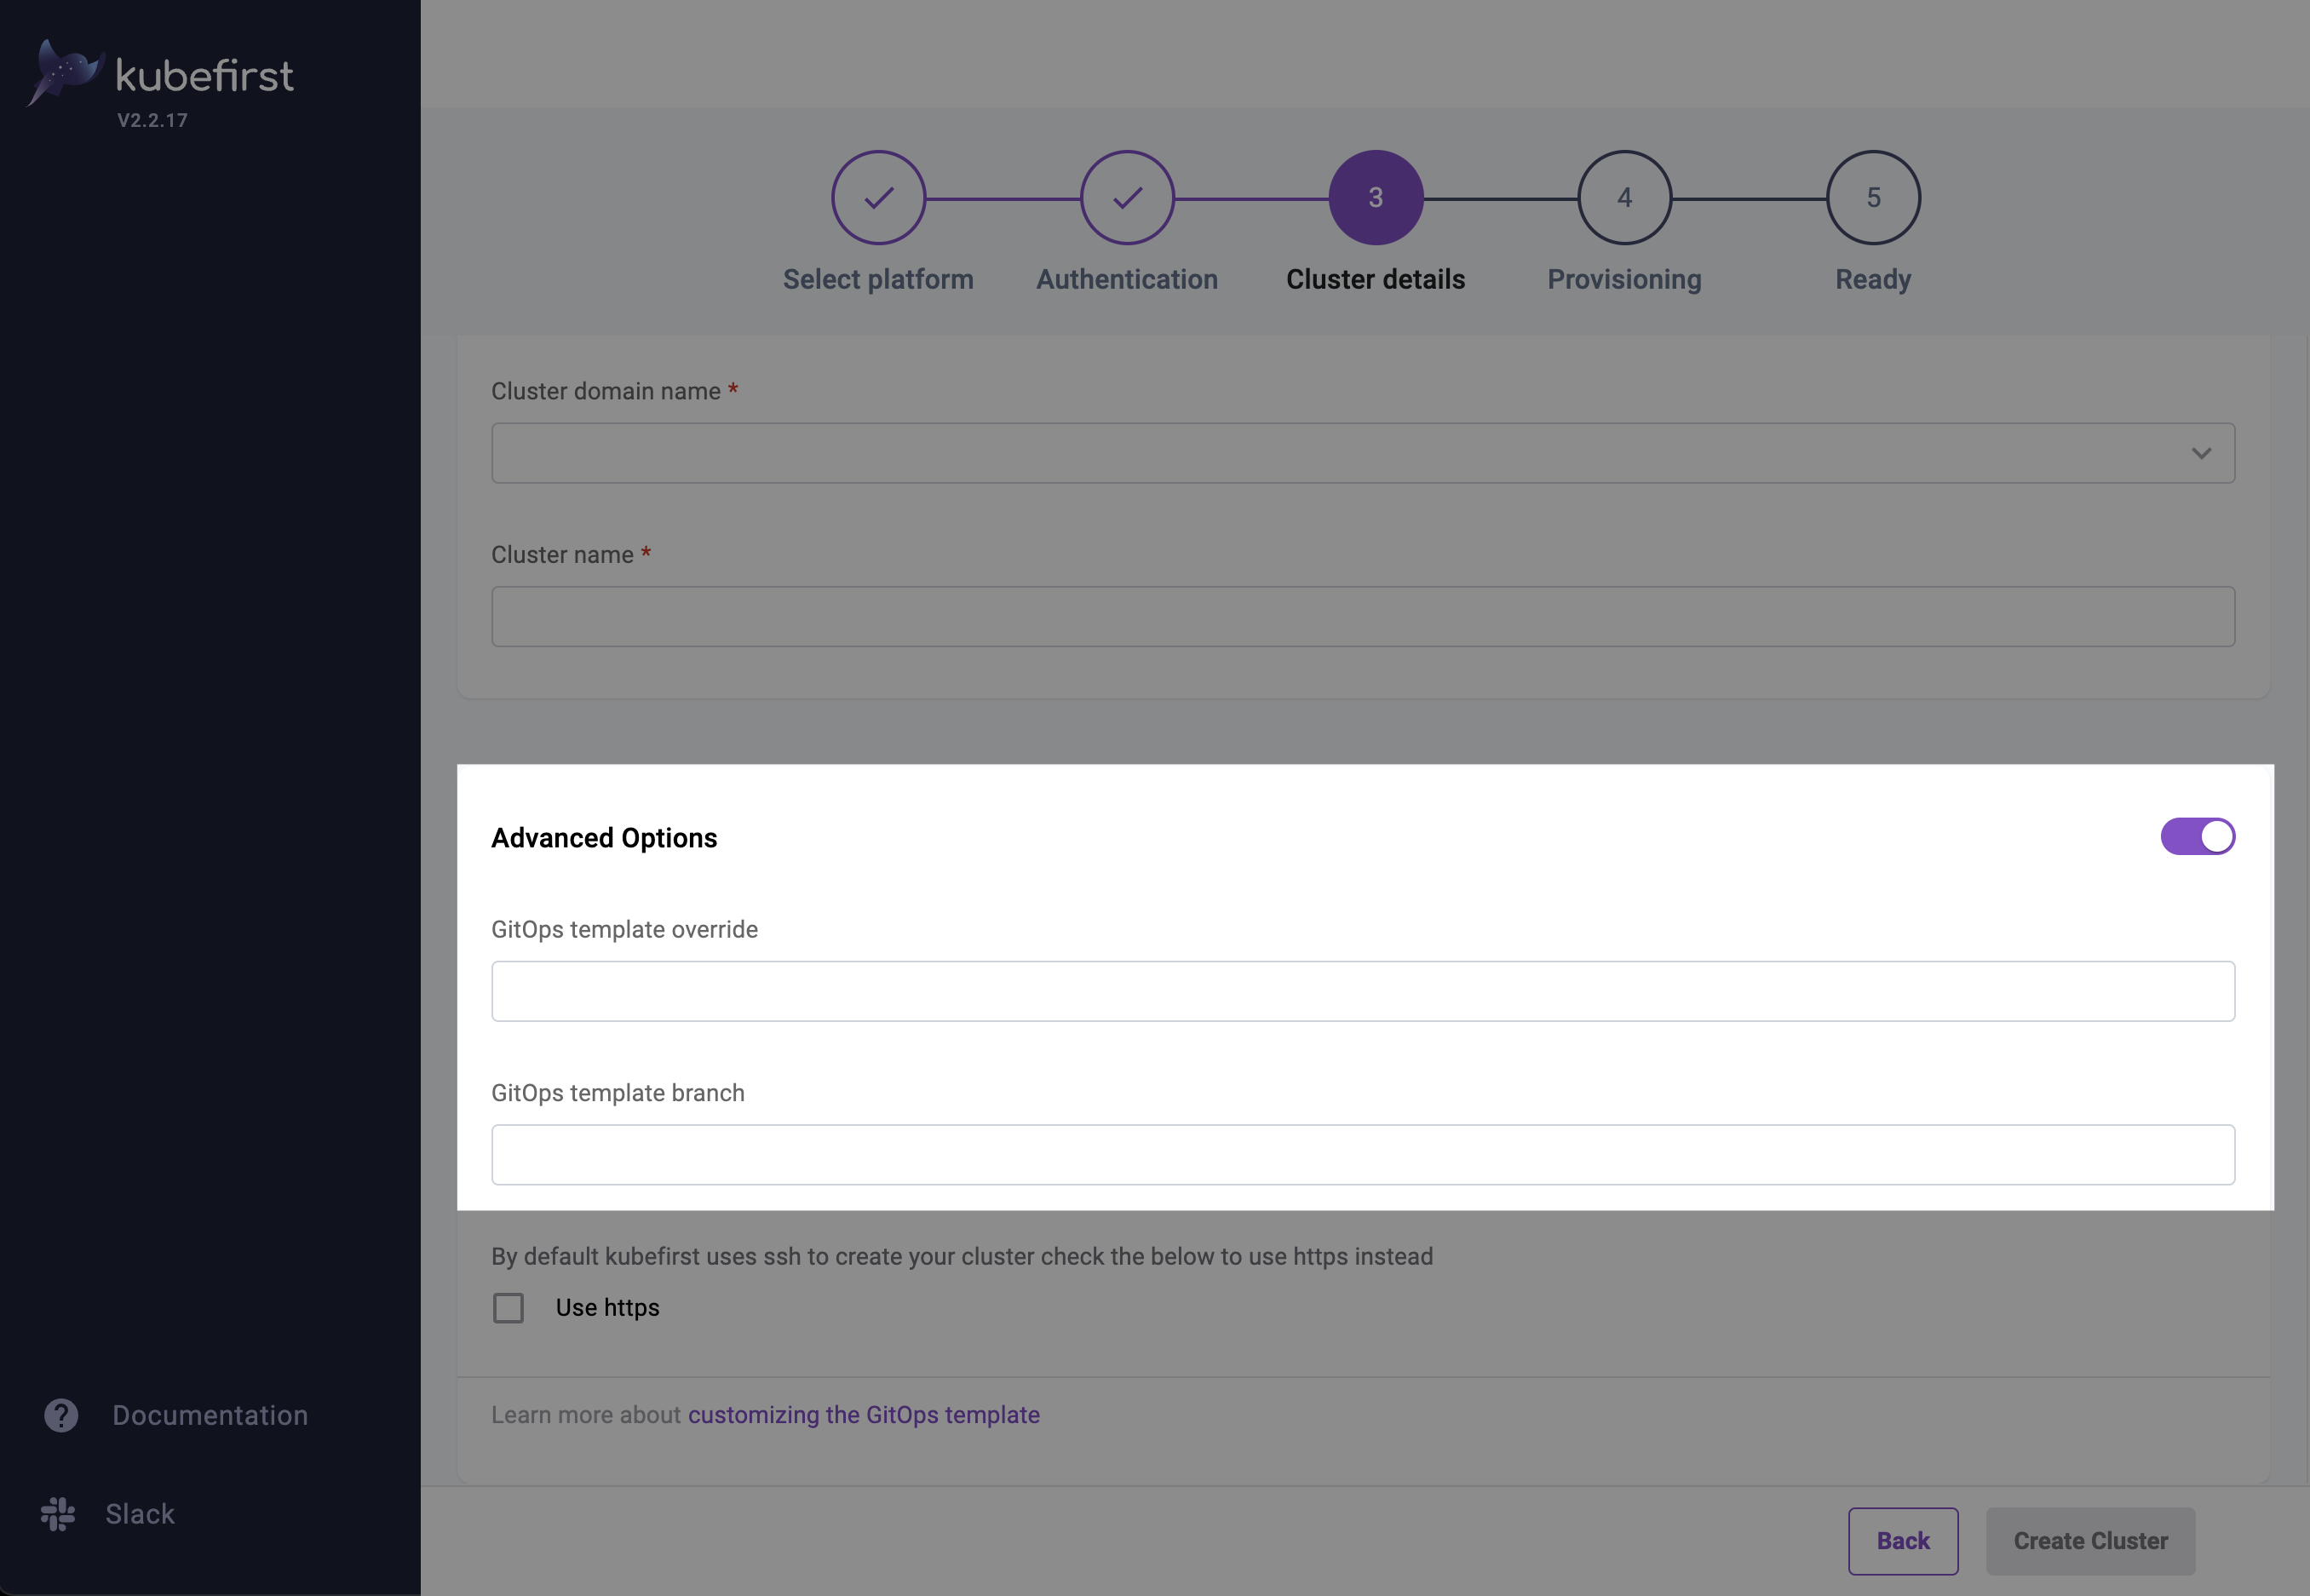 kubefirst
V2.2.17
3
4
5
Select platform
Authentication
Cluster details
Provisioning
Ready
Cluster domain name *
Cluster name *
Advanced Options
GitOps template override
GitOps template branch
By default kubefirst uses ssh to create your cluster check the below to use https instead
Use https
Learn more about customizing the GitOps template
Documentation
Slack
Back
Create Cluster